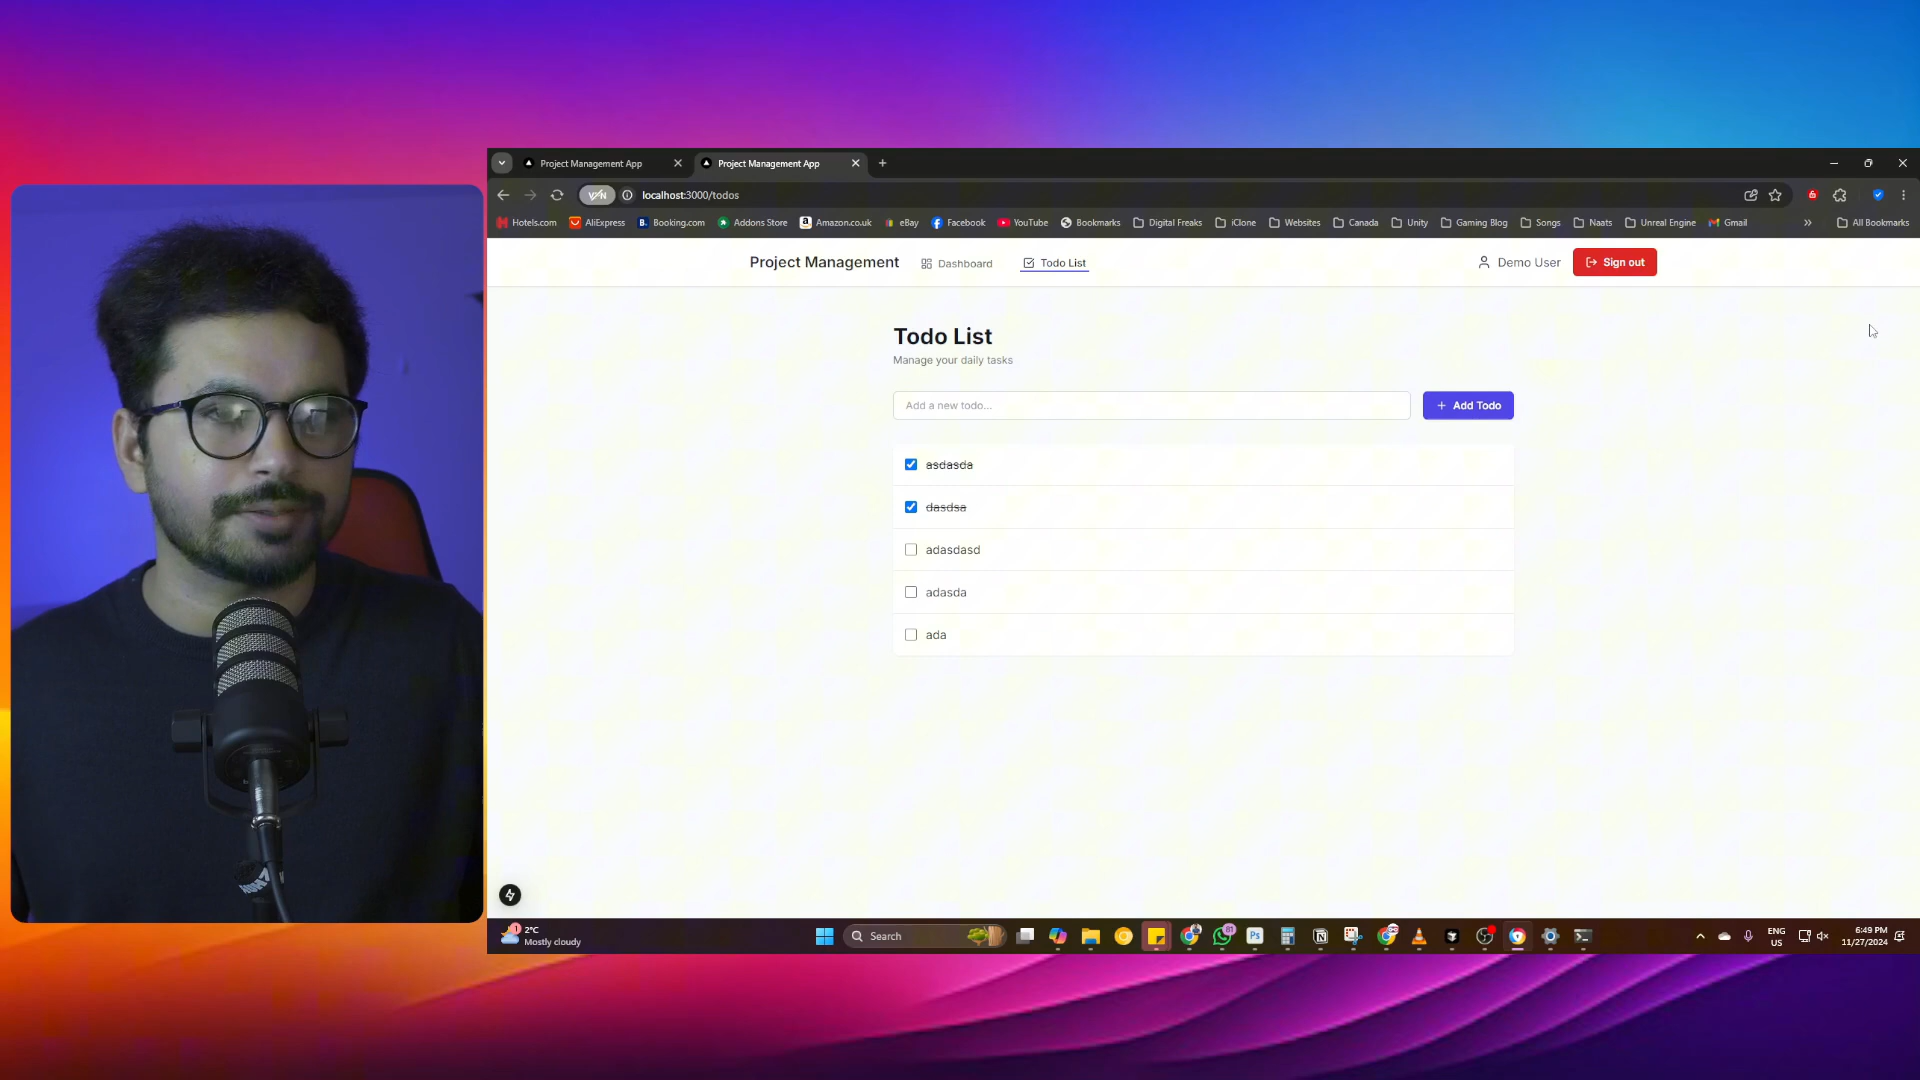 Project Management App
Project Management App
VPN
localhost:3000/todos
Hotels.com AliExpress Booking.com Addons Store Amazon.co.uk eBay Facebook YouTube Bookmarks Digital Freaks iClone Websites Canada Unity Gaming Blog Songs Naats Unreal Engine Gmail » All Bookmarks
Project Management Dashboard Todo List Demo User Sign out
Todo List
Manage your daily tasks
Add a new todo...
+ Add Todo
asdasda
dasdsa
adasdasd
adasda
ada
2°C
Mostly cloudy
Search
81
Ps
ENG
US
6:49 PM
11/27/2024